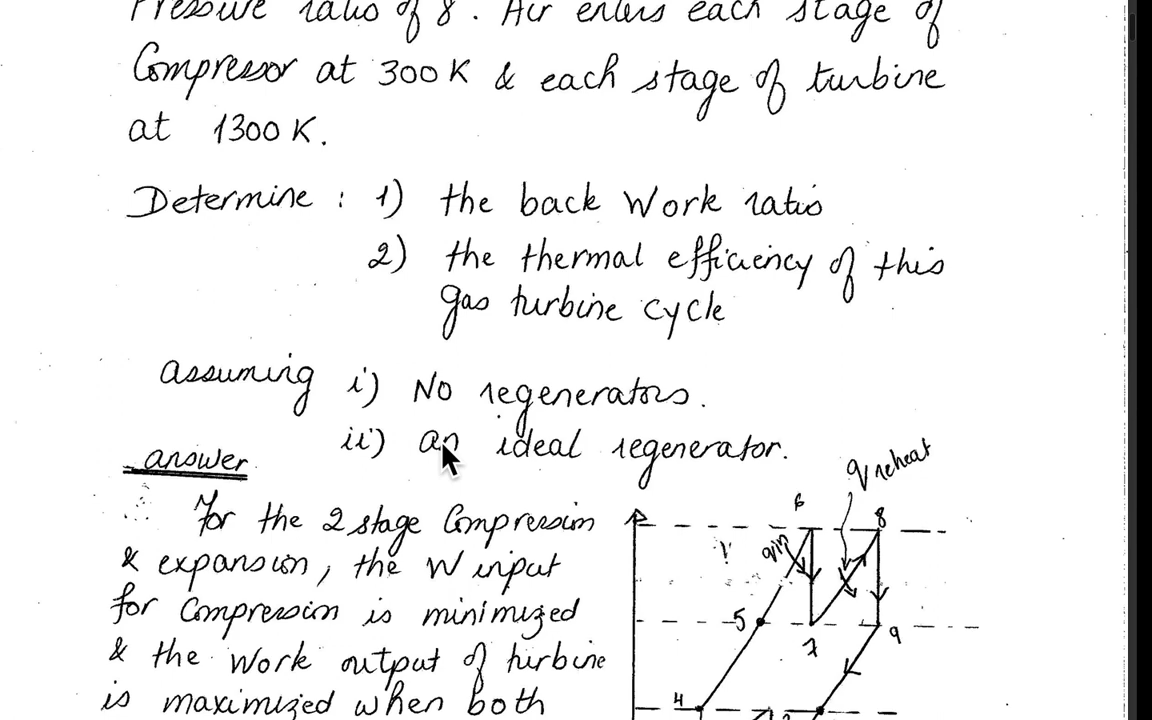 Pressure ratio of 8. Air enters each stage of
Compressor at 300K & each stage of turbine
at 1300K.
Determine : 1) the back Work ratio
2) the thermal efficiency of this
gas turbine cycle
assuming i) No regenerators.
ii) an ideal regenerator.
answer
For the 2 stage Compression
& expansion, the W input
for Compression is minimized
& the work output of turbine
is maximized when both
q reheat
6
8
qin
5
7
9
4